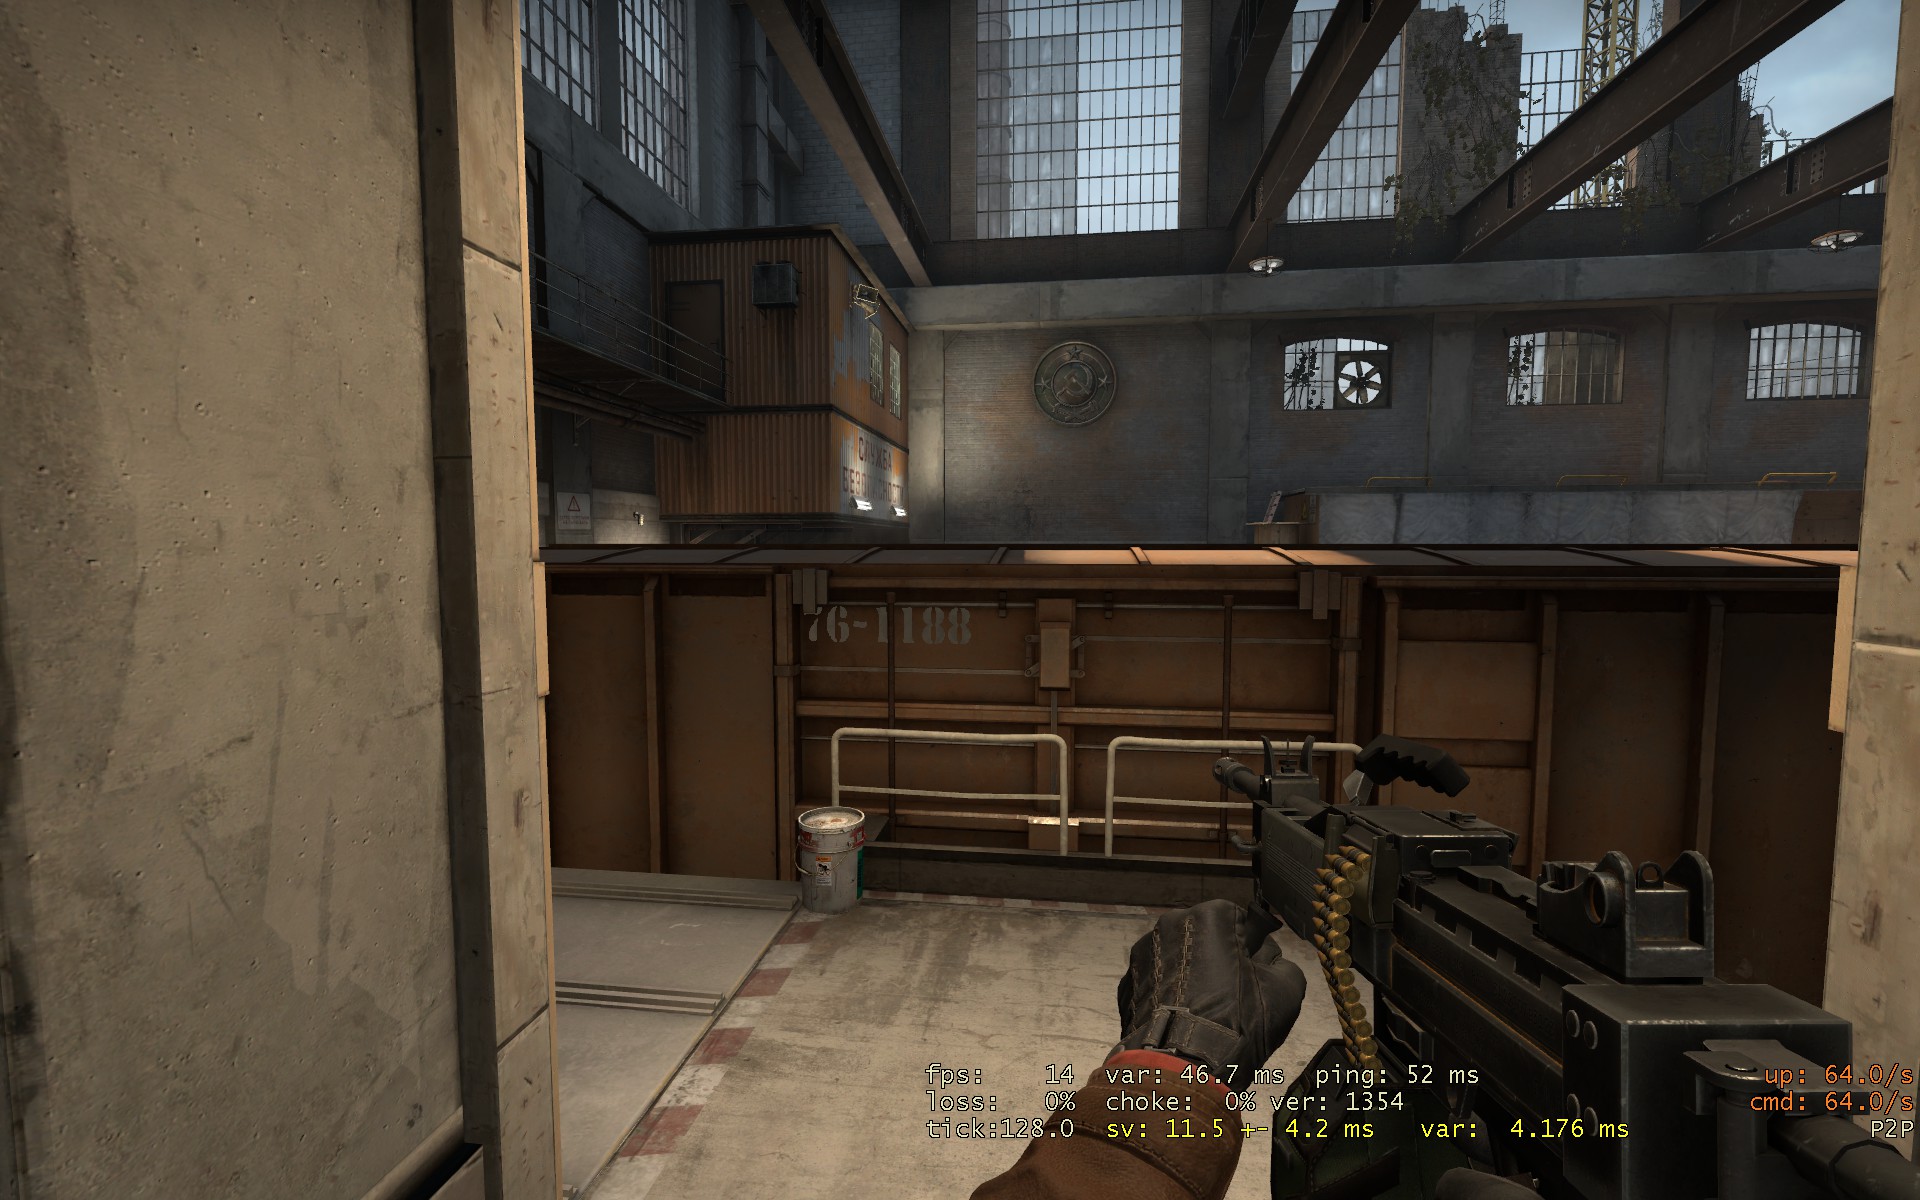 СЛУЖБА
76-1188
fps: 14 var: 46.7 ms ping: 52 ms
loss: 0% choke: 0% ver: 1354
tick:128.0 sv: 11.5 +- 4.2 ms var: 4.176 ms
up: 64.0/s
cmd: 64.0/s
P2P